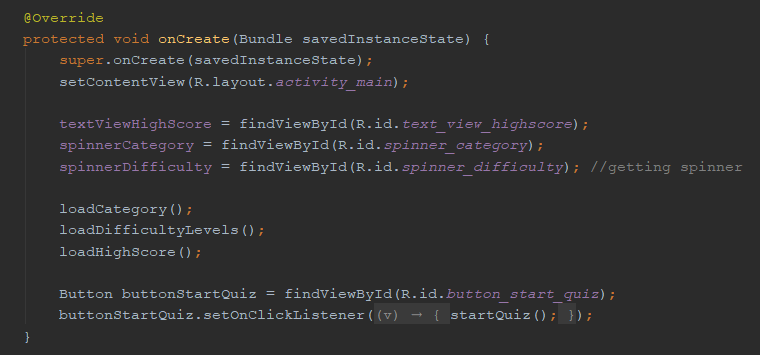 @Override
protected void onCreate(Bundle savedInstanceState) {
super.onCreate(savedInstanceState);
setContentView(R.layout.activity_main);
textViewHighScore = findViewById(R.id.text_view_highscore);
spinnerCategory = findViewById(R.id.spinner_category);
spinnerDifficulty = findViewById(R.id.spinner_difficulty); //getting spinner
loadCategory();
loadDifficultyLevels();
loadHighScore();
Button buttonStartQuiz = findViewById(R.id.button_start_quiz);
buttonStartQuiz.setOnClickListener((v) → { startQuiz(); });
}